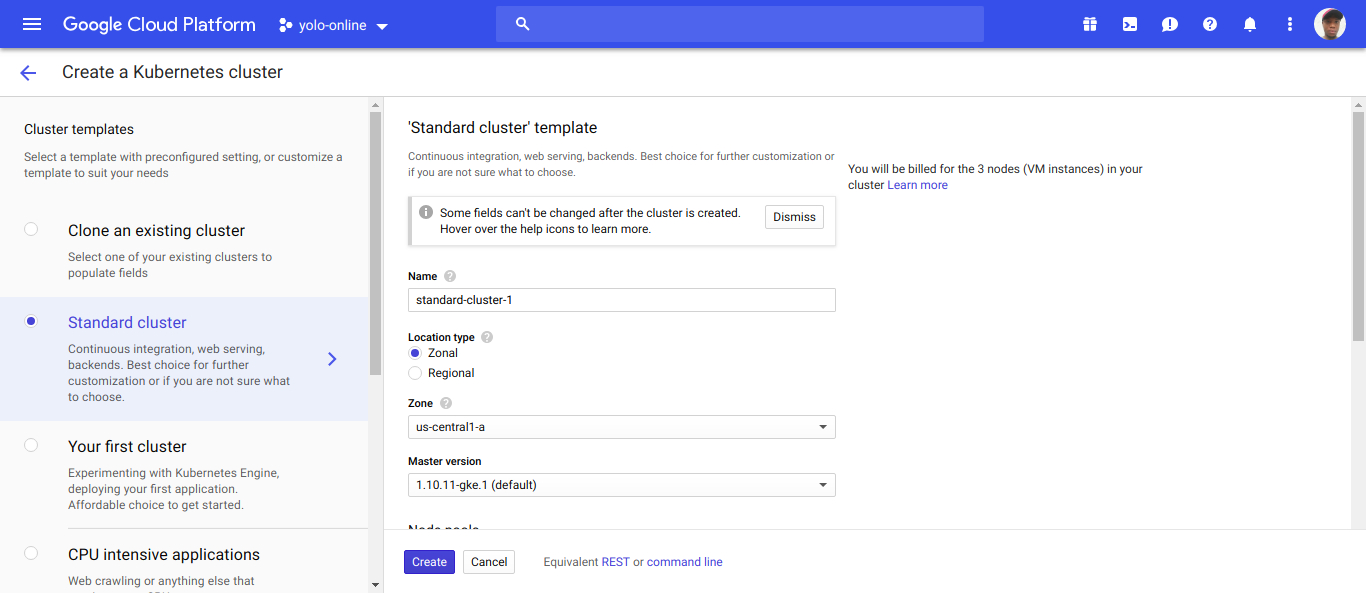 Google Cloud Platform
yolo-online
Create a Kubernetes cluster
Cluster templates
Select a template with preconfigured setting, or customize a
template to suit your needs
Clone an existing cluster
Select one of your existing clusters to
populate fields
Standard cluster
Continuous integration, web serving,
backends. Best choice for further
customization or if you are not sure what
to choose.
Your first cluster
Experimenting with Kubernetes Engine,
deploying your first application.
Affordable choice to get started.
CPU intensive applications
Web crawling or anything else that
'Standard cluster' template
Continuous integration, web serving, backends. Best choice for further customization or
if you are not sure what to choose.
Some fields can't be changed after the cluster is created.
Hover over the help icons to learn more.
Dismiss
Name
standard-cluster-1
Location type
Zonal
Regional
Zone
us-central1-a
Master version
1.10.11-gke.1 (default)
Node pools
You will be billed for the 3 nodes (VM instances) in your
cluster Learn more
Create
Cancel
Equivalent REST or command line